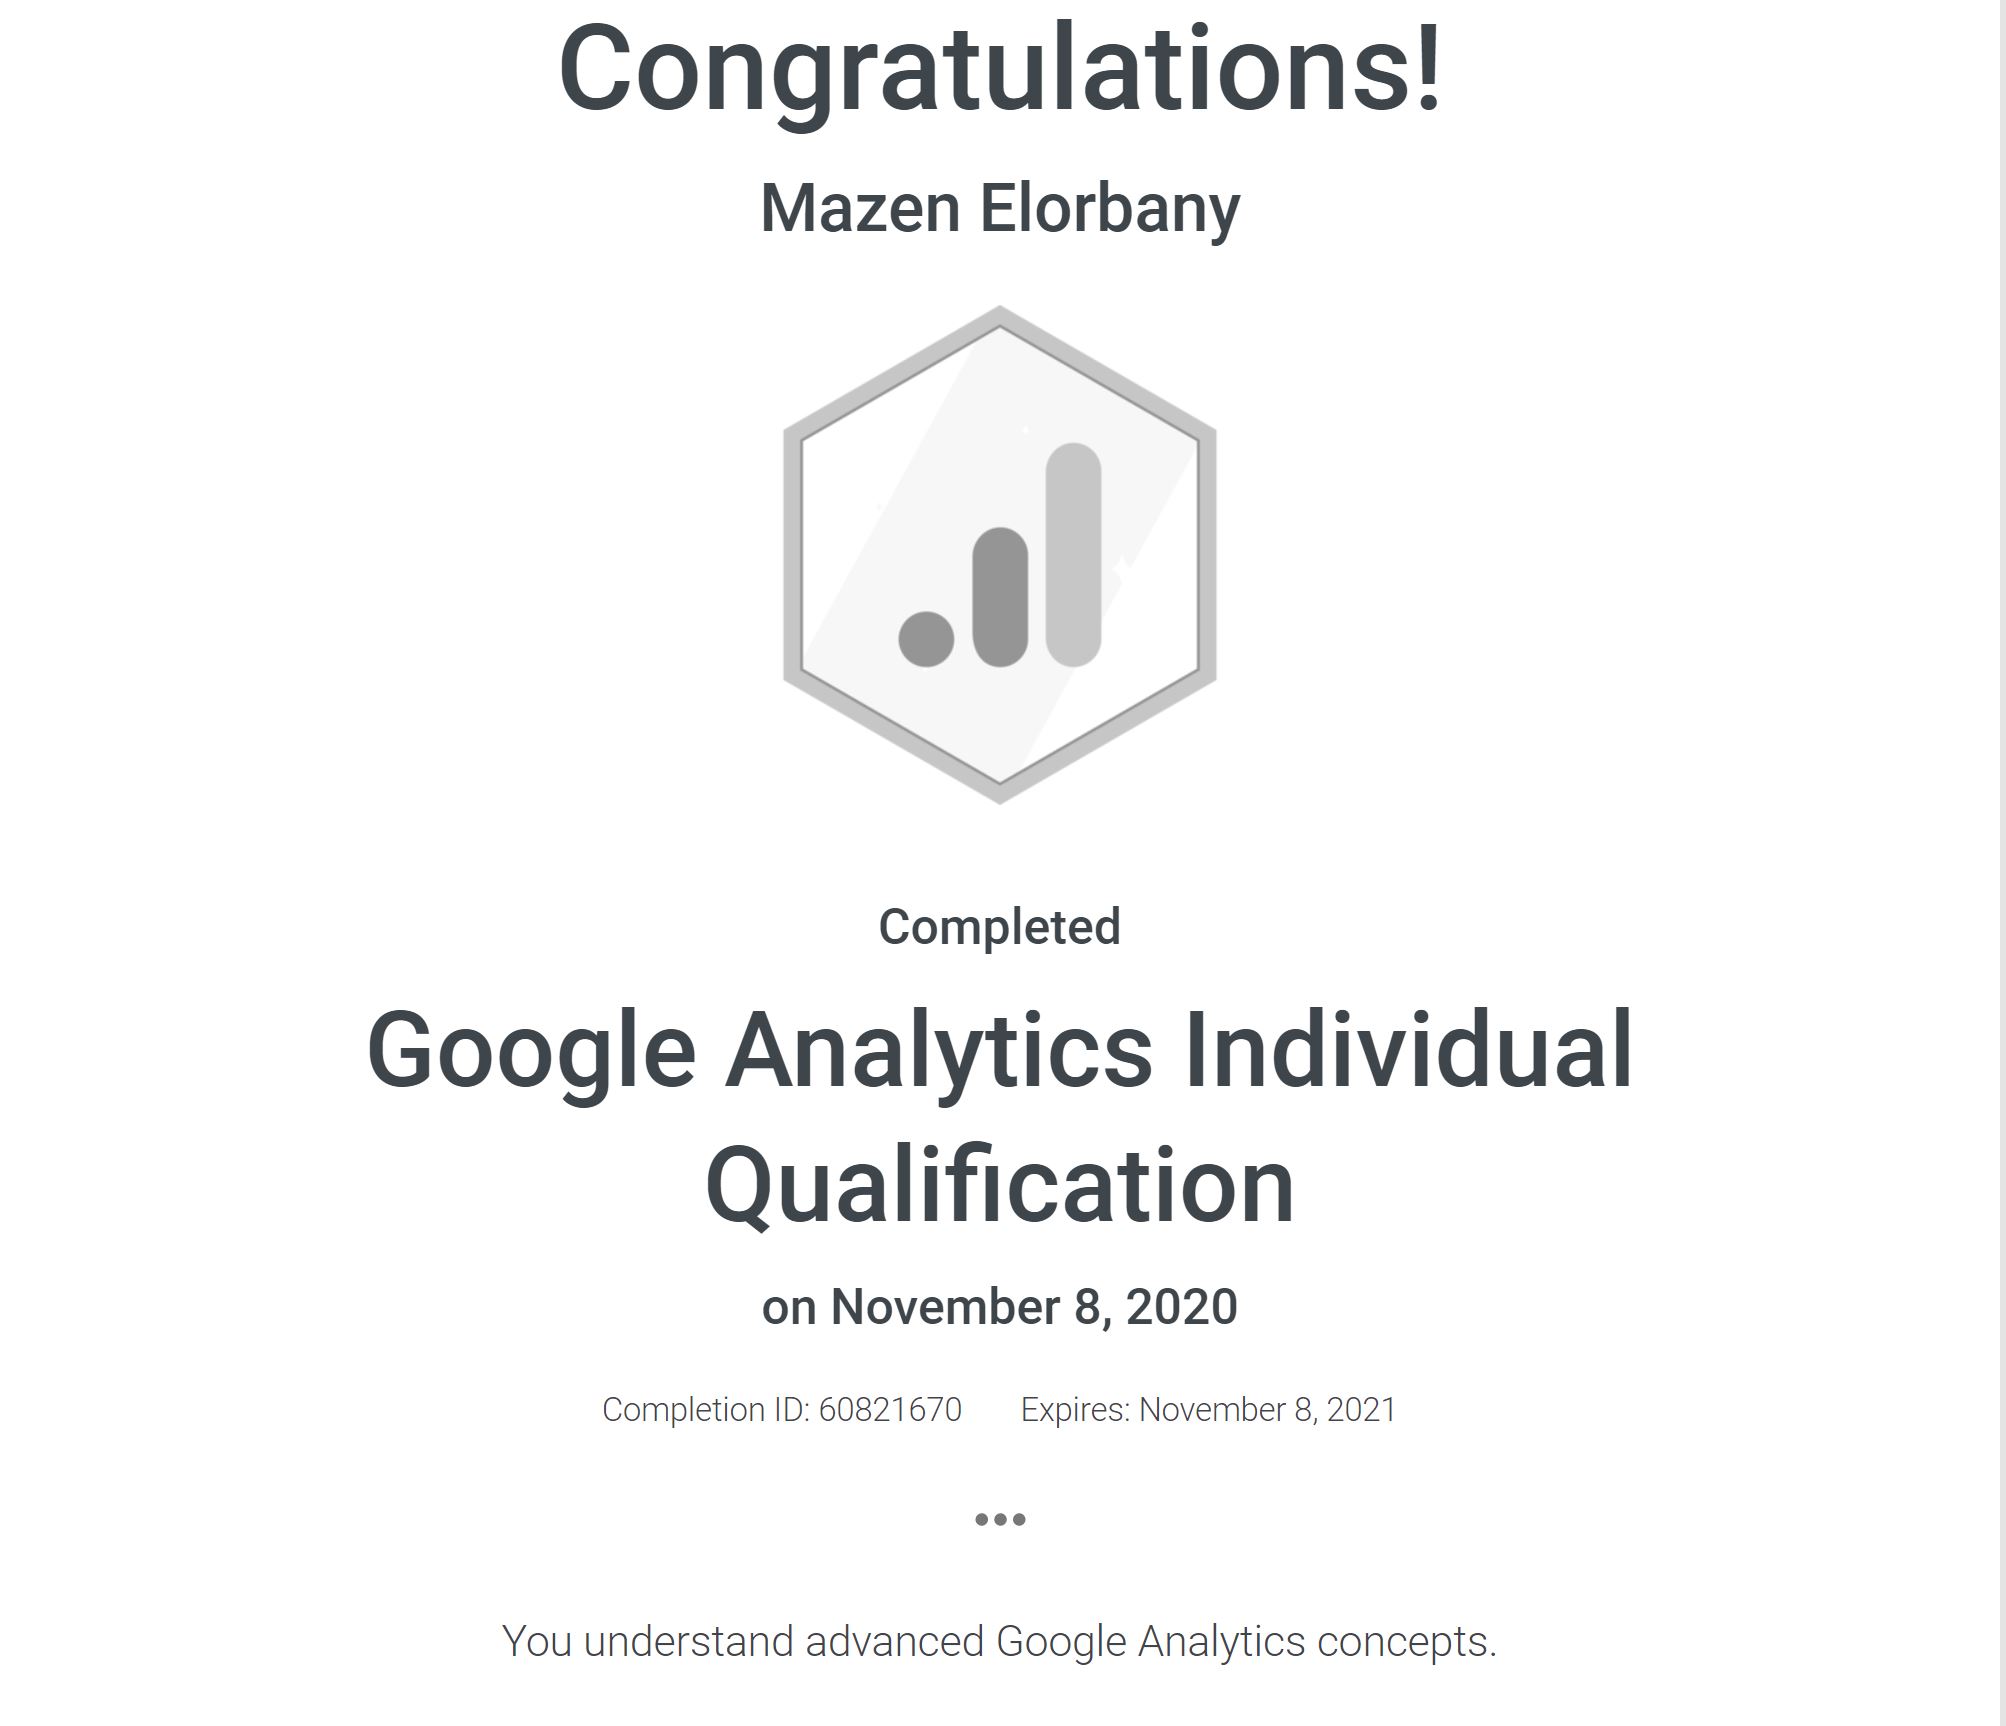 Congratulations!
Mazen Elorbany
Completed
Google Analytics Individual
Qualification
on November 8, 2020
Completion ID: 60821670 Expires: November 8, 2021
You understand advanced Google Analytics concepts.